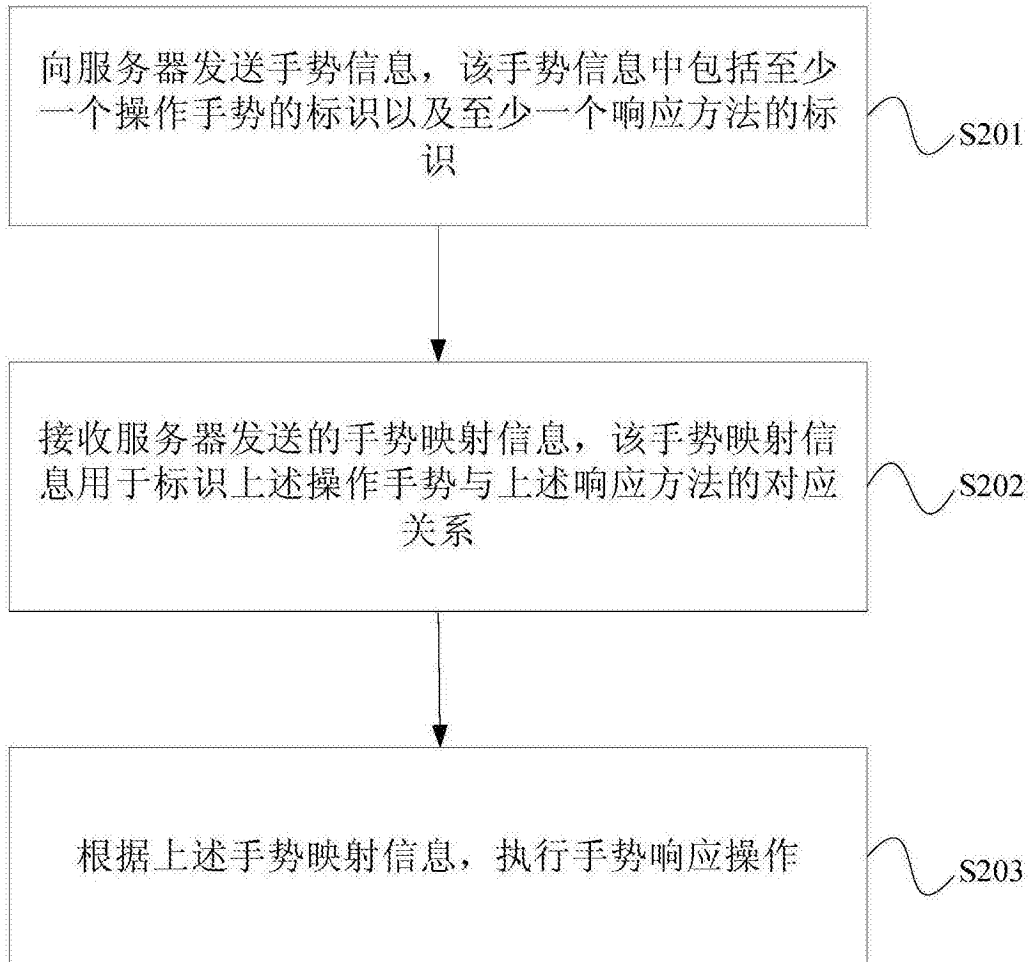 向服务器发送手势信息，该手势信息中包括至少
一个操作手势的标识以及至少一个响应方法的标
识
S201
接收服务器发送的手势映射信息，该手势映射信
息用于标识上述操作手势与上述响应方法的对应
关系
S202
根据上述手势映射信息，执行手势响应操作
S203